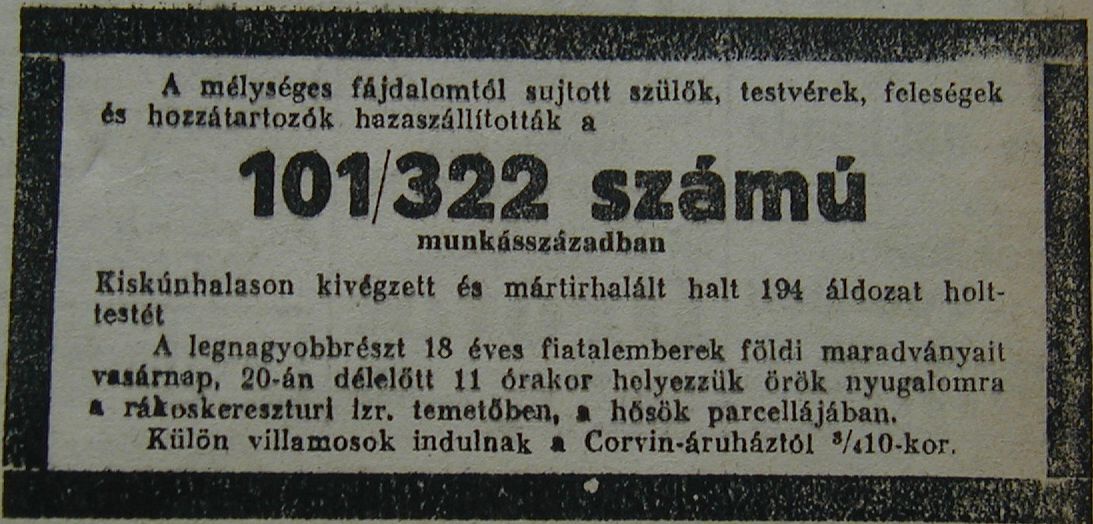 A mélységes fájdalomtól sujtott szülők, testvérek, feleségek
és hozzátartozók hazaszállították a
101/322 számú
munkásszázadban
Kiskúnhalason kivégzett és mártirhalált halt 194 áldozat holt-
testét
A legnagyobbrészt 18 éves fiatalemberek földi maradványait
vasárnap, 20-án délelőtt 11 órakor helyezzük örök nyugalomra
a rákoskereszturi izr. temetőben, a hősök parcellájában.
Külön villamosok indulnak a Corvin-áruháztól ³/₄10-kor.